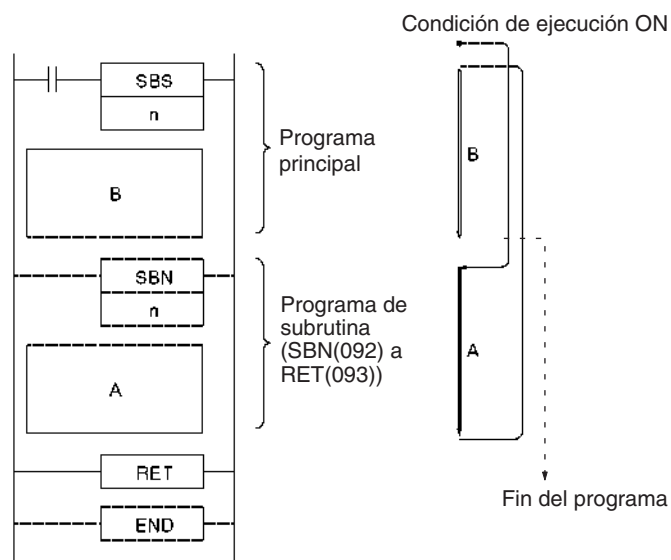 Condición de ejecución ON
SBS
n
Programa
principal
B
B
SBN
n
Programa de
subrutina
(SBN(092) a
RET(093))
A
A
RET
Fin del programa
END